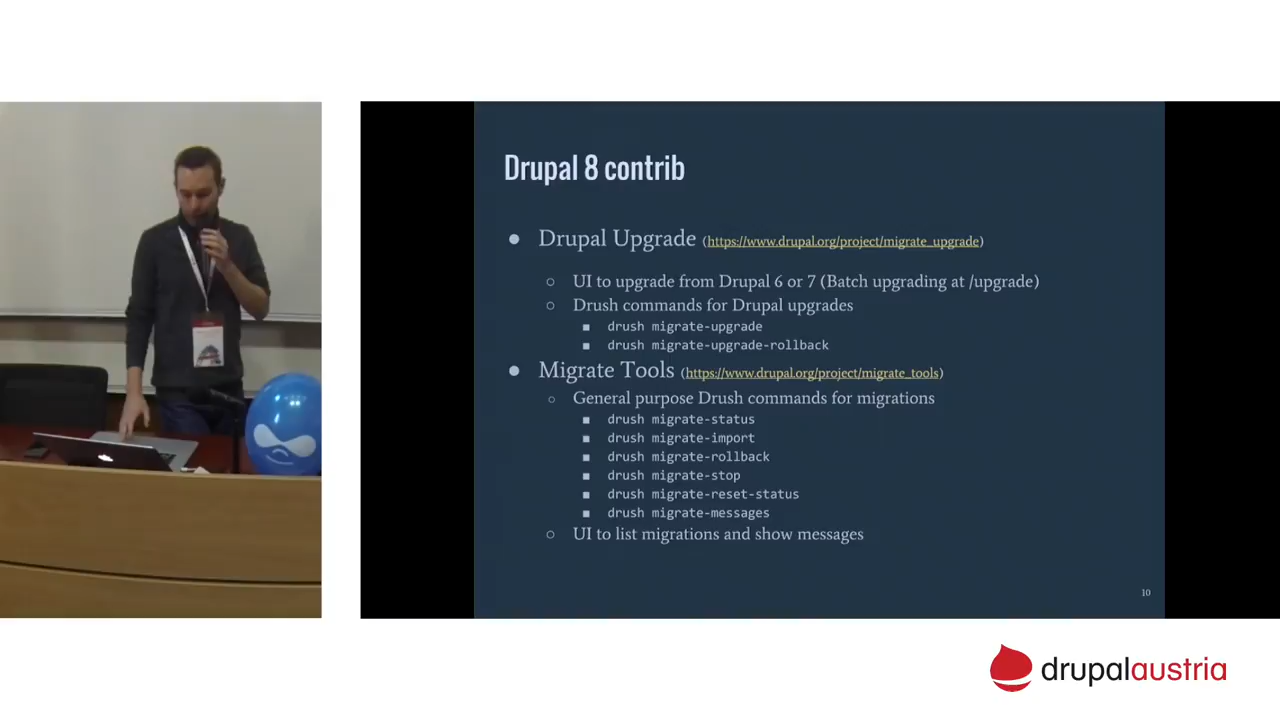 Drupal 8 contrib
● Drupal Upgrade (https://www.drupal.org/project/migrate_upgrade)
○ UI to upgrade from Drupal 6 or 7 (Batch upgrading at /upgrade)
○ Drush commands for Drupal upgrades
■ drush migrate-upgrade
■ drush migrate-upgrade-rollback
● Migrate Tools (https://www.drupal.org/project/migrate_tools)
○ General purpose Drush commands for migrations
■ drush migrate-status
■ drush migrate-import
■ drush migrate-rollback
■ drush migrate-stop
■ drush migrate-reset-status
■ drush migrate-messages
○ UI to list migrations and show messages
10
drupalaustria